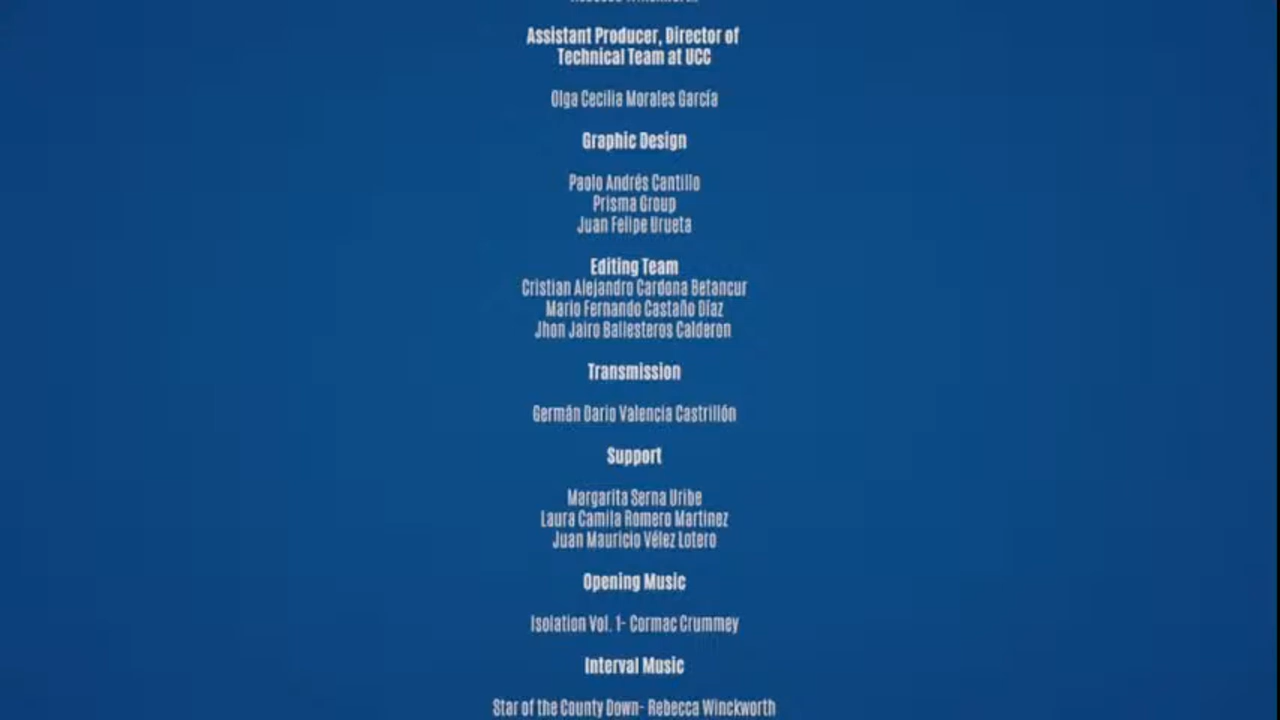 Assistant Producer, Director of
Technical Team at UCC
Olga Cecilia Morales García
Graphic Design
Paolo Andrés Cantillo
Prisma Group
Juan Felipe Urueta
Editing Team
Cristian Alejandro Cardona Betancur
Mario Fernando Castaño Díaz
Jhon Jairo Ballesteros Calderon
Transmission
Germán Dario Valencia Castrillón
Support
Margarita Serna Uribe
Laura Camila Romero Martinez
Juan Mauricio Vélez Lotero
Opening Music
Isolation Vol. 1- Cormac Crummey
Interval Music
Star of the County Down- Rebecca Winckworth